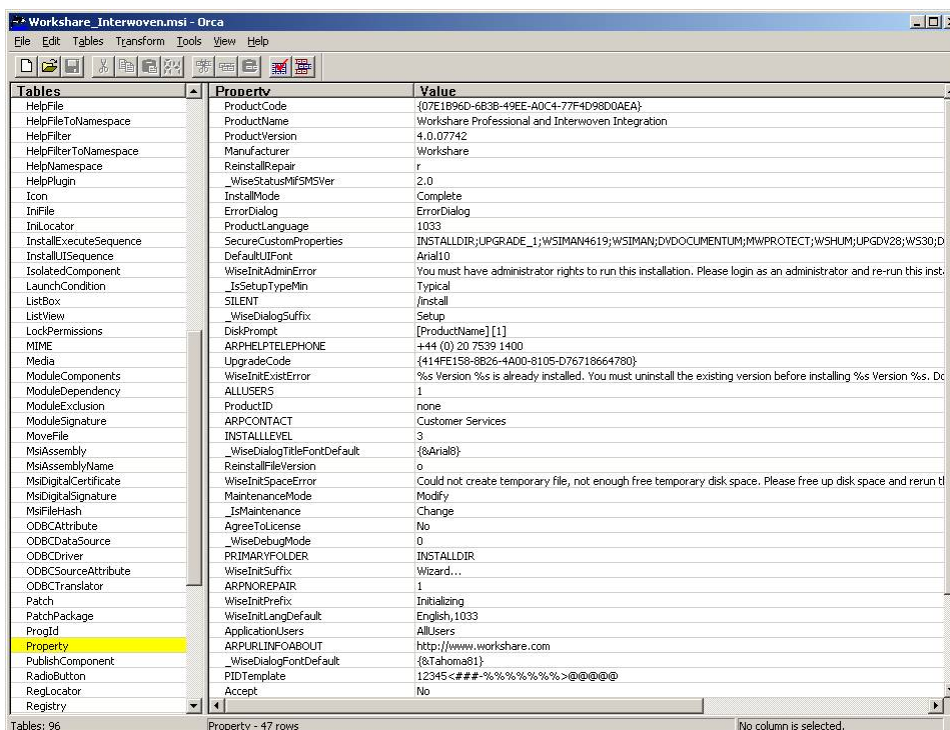 Workshare_Interwoven.msi - Orca
File Edit Tables Transform Tools View Help
Tables Property Value
HelpFile ProductCode {07E1B96D-6B3B-49EE-A0C4-77F4D98D0AEA}
HelpFileToNamespace ProductName Workshare Professional and Interwoven Integration
HelpFilter ProductVersion 4.0.07742
HelpFilterToNamespace Manufacturer Workshare
HelpNamespace ReinstallRepair r
HelpPlugin _WiseStatusMifSMSVer 2.0
Icon InstallMode Complete
IniFile ErrorDialog ErrorDialog
IniLocator ProductLanguage 1033
InstallExecuteSequence SecureCustomProperties INSTALLDIR;UPGRADE_1;WSIMAN4619;WSIMAN;DVDOCUMENTUM;MWPROTECT;WSHUM;UPGDV28;WS30;D
InstallUISequence DefaultUIFont Arial10
IsolatedComponent WiseInitAdminError You must have administrator rights to run this installation. Please login as an administrator and re-run this inst
LaunchCondition _IsSetupTypeMin Typical
ListBox SILENT /install
ListView _WiseDialogSuffix Setup
LockPermissions DiskPrompt [ProductName] [1]
MIME ARPHELPTELEPHONE +44 (0) 20 7539 1400
Media UpgradeCode {414FE158-8B26-4A00-8105-D76718664780}
ModuleComponents WiseInitExistError %s Version %s is already installed. You must uninstall the existing version before installing %s Version %s. Do
ModuleDependency ALLUSERS 1
ModuleExclusion ProductID none
ModuleSignature ARPCONTACT Customer Services
MoveFile INSTALLLEVEL 3
MsiAssembly _WiseDialogTitleFontDefault {&Arial8}
MsiAssemblyName ReinstallFileVersion o
MsiDigitalCertificate WiseInitSpaceError Could not create temporary file, not enough free temporary disk space. Please free up disk space and rerun t
MsiDigitalSignature MaintenanceMode Modify
MsiFileHash _IsMaintenance Change
ODBCAttribute AgreeToLicense No
ODBCDataSource _WiseDebugMode 0
ODBCDriver PRIMARYFOLDER INSTALLDIR
ODBCSourceAttribute WiseInitSuffix Wizard...
ODBCTranslator ARPNOREPAIR 1
Patch WiseInitPrefix Initializing
PatchPackage WiseInitLangDefault English,1033
ProgId ApplicationUsers AllUsers
Property ARPURLINFOABOUT http://www.workshare.com
PublishComponent _WiseDialogFontDefault {&Tahoma81}
RadioButton PIDTemplate 12345<###-%%%%%%%>@@@@@
RegLocator Accept No
Registry
Tables: 96 Property - 47 rows No column is selected.